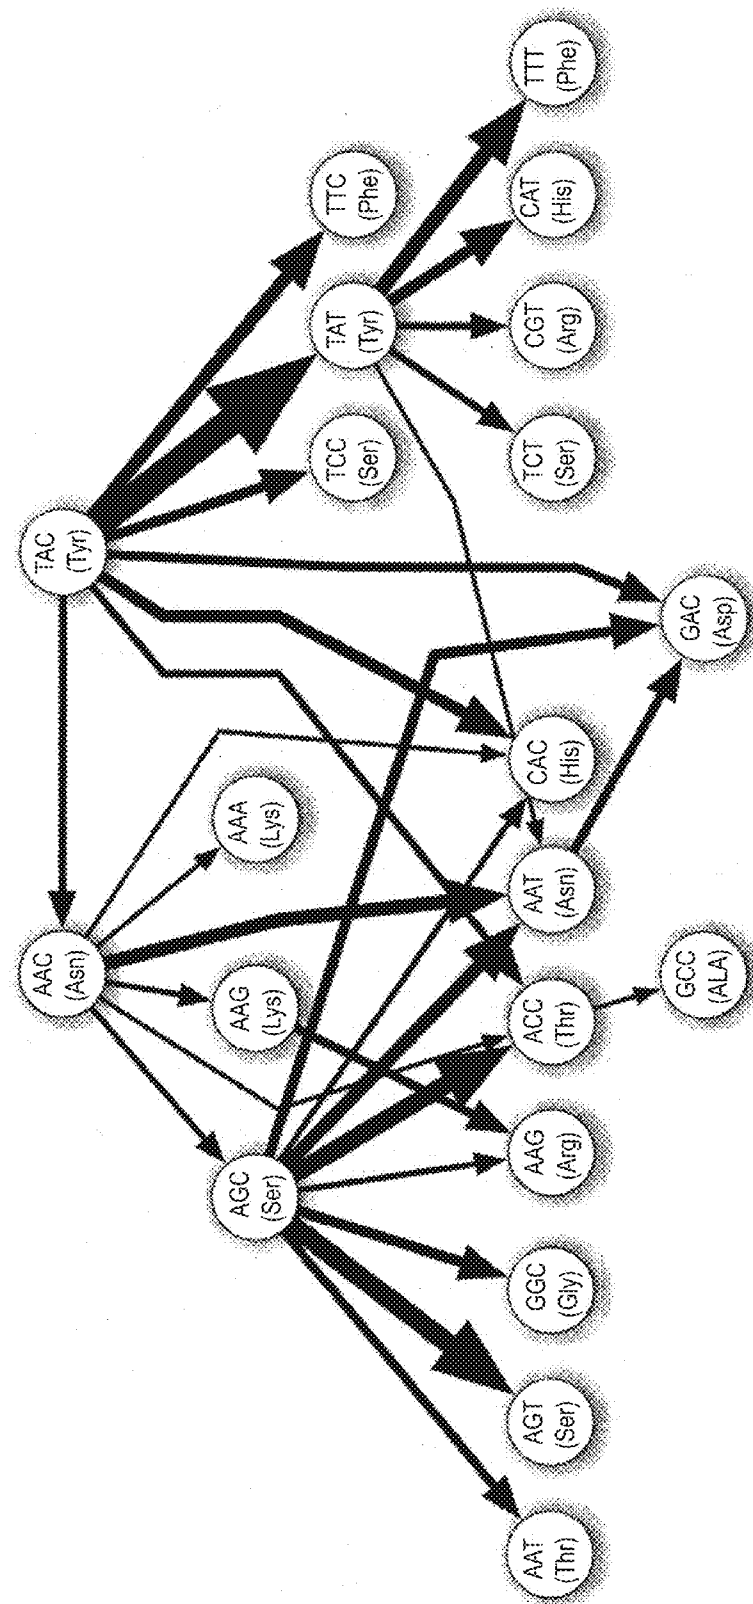 AAC
(Asn)
TAC
(Tyr)
AGC
(Ser)
AAG
(Lys)
AAA
(Lys)
TCC
(Ser)
TAT
(Tyr)
TTC
(Phe)
AAT
(Thr)
AGT
(Ser)
GGC
(Gly)
AAG
(Arg)
ACC
(Thr)
AAT
(Asn)
CAC
(His)
TCT
(Ser)
CGT
(Arg)
CAT
(His)
TTT
(Phe)
GCC
(ALA)
GAC
(Asp)